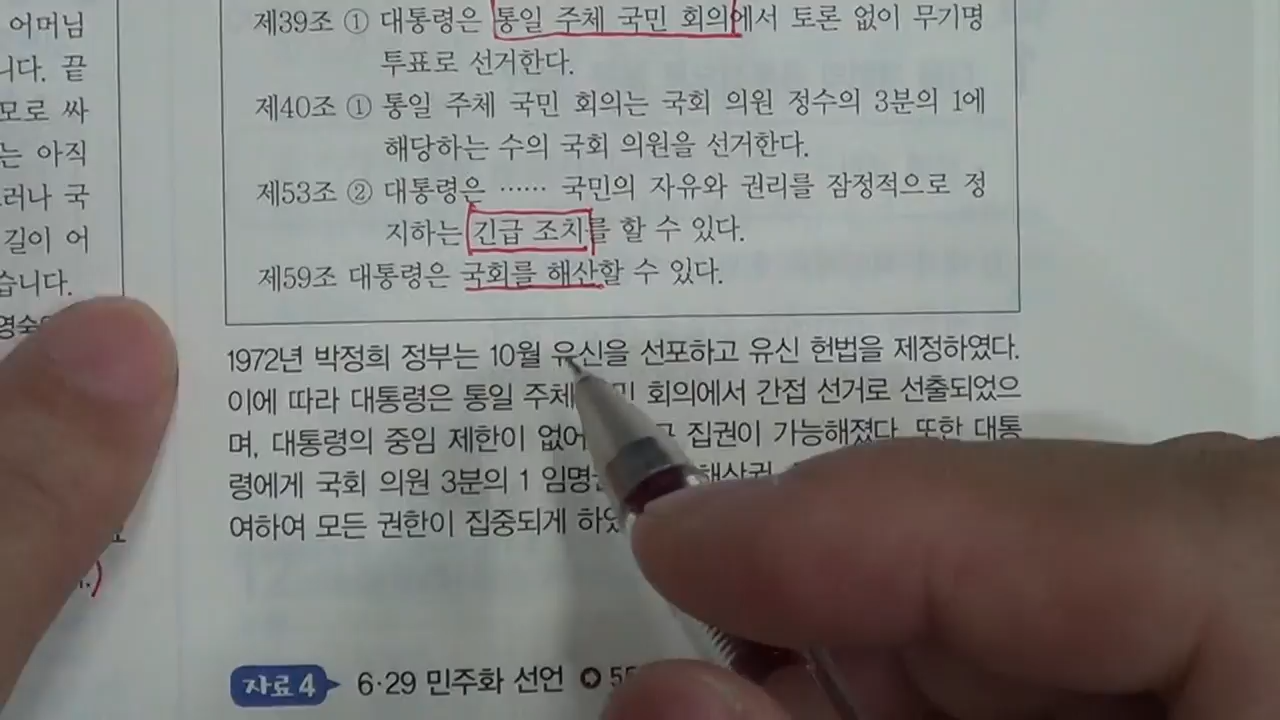 어머님
니다. 끝
모로 싸
는 아직
러나 국
길이 어
습니다.
영숙
제39조 ① 대통령은 통일 주체 국민 회의에서 토론 없이 무기명
투표로 선거한다.
제40조 ① 통일 주체 국민 회의는 국회 의원 정수의 3분의 1에
해당하는 수의 국회 의원을 선거한다.
제53조 ② 대통령은 …… 국민의 자유와 권리를 잠정적으로 정
지하는 긴급 조치를 할 수 있다.
제59조 대통령은 국회를 해산할 수 있다.
1972년 박정희 정부는 10월 유신을 선포하고 유신 헌법을 제정하였다.
이에 따라 대통령은 통일 주체 국민 회의에서 간접 선거로 선출되었으
며, 대통령의 중임 제한이 없어 집권이 가능해졌다. 또한 대통
령에게 국회 의원 3분의 1 임명 해산권
여하여 모든 권한이 집중되게 하
자료4 6·29 민주화 선언